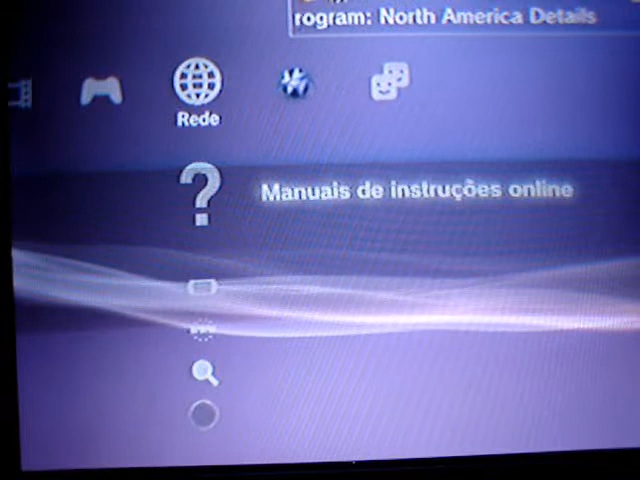 rogram: North America Details
Rede
Manuais de instruções online